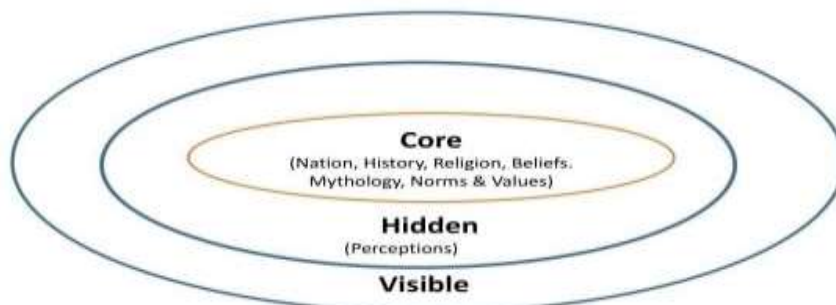 Core
(Nation, History, Religion, Beliefs.
Mythology, Norms & Values)
Hidden
(Perceptions)
Visible